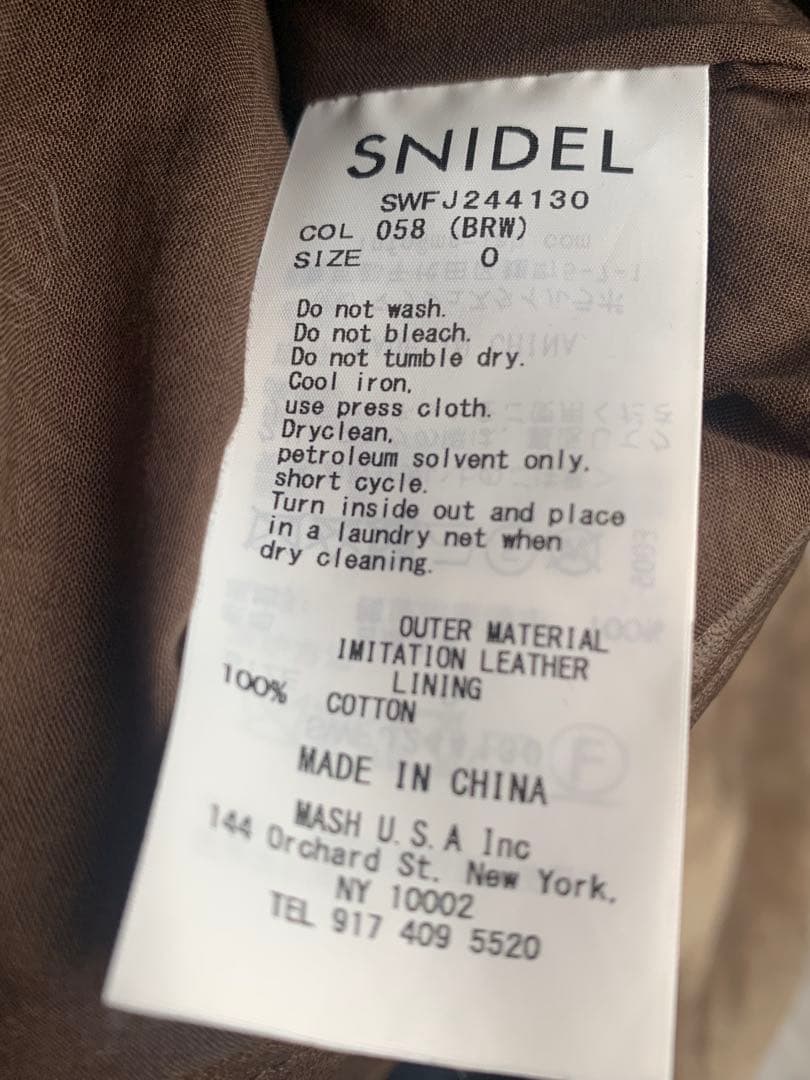 SNIDEL
SWFJ244130
COL 058 (BRW)
SIZE 0
Do not wash.
Do not bleach.
Do not tumble dry.
Cool iron,
use press cloth.
Dryclean,
petroleum solvent only.
short cycle.
Turn inside out and place
in a laundry net when
dry cleaning.
OUTER MATERIAL
IMITATION LEATHER
LINING
100% COTTON
MADE IN CHINA
MASH U.S.A Inc
144 Orchard St. New York,
NY 10002
TEL 917 409 5520